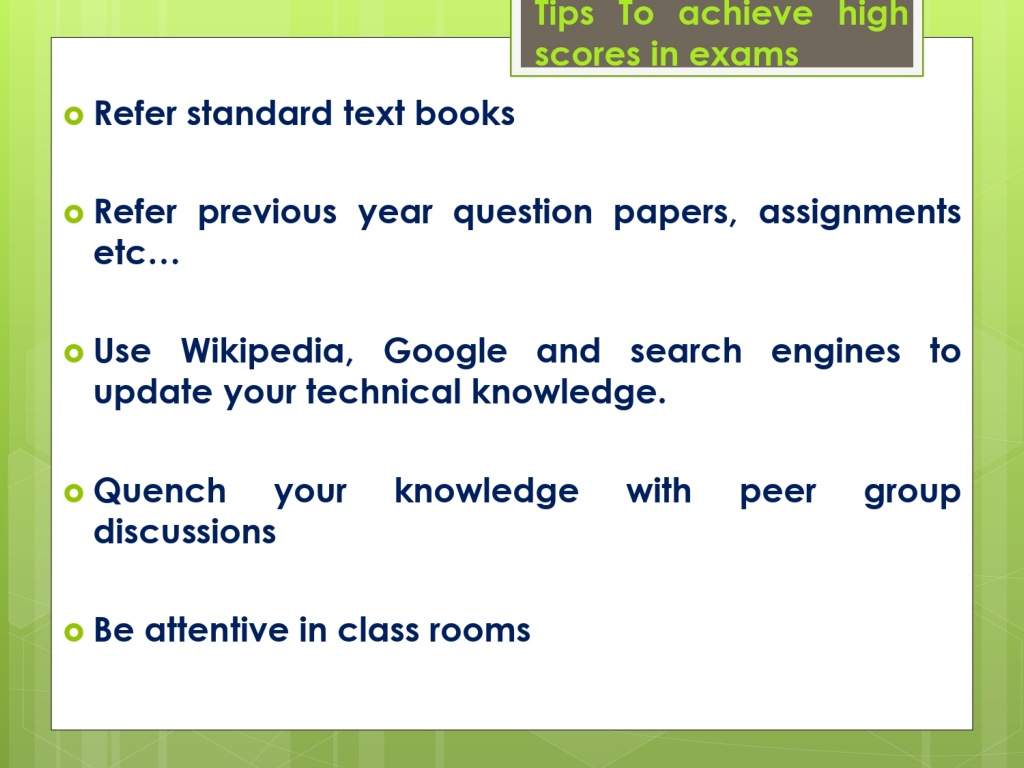 Tips To achieve high
scores in exams
Refer standard text books
Refer previous year question papers, assignments
etc…
Use Wikipedia, Google and search engines to
update your technical knowledge.
Quench your knowledge with peer group
discussions
Be attentive in class rooms